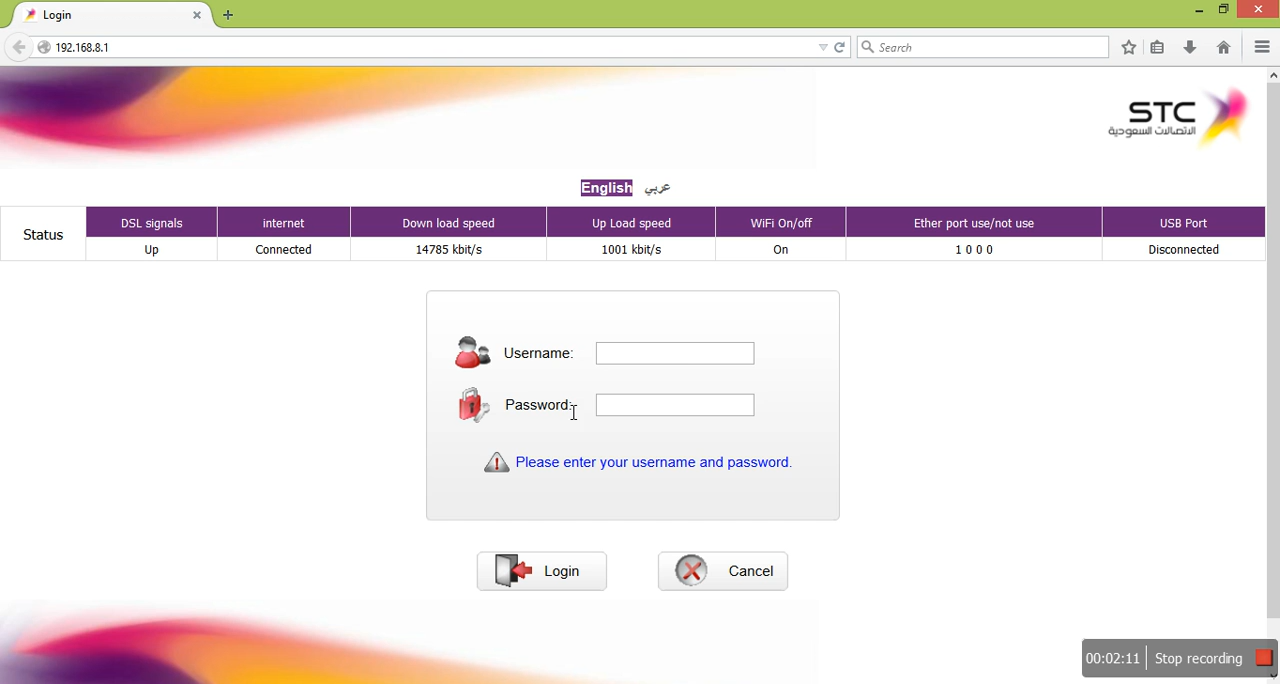 Login
192.168.8.1
Search
STC
الاتصالات السعودية
English عربي
Status DSL signals internet Down load speed Up Load speed WiFi On/off Ether port use/not use USB Port
Up Connected 14785 kbit/s 1001 kbit/s On 1 0 0 0 Disconnected
Username:
Password:
Please enter your username and password.
Login Cancel
00:02:11 Stop recording